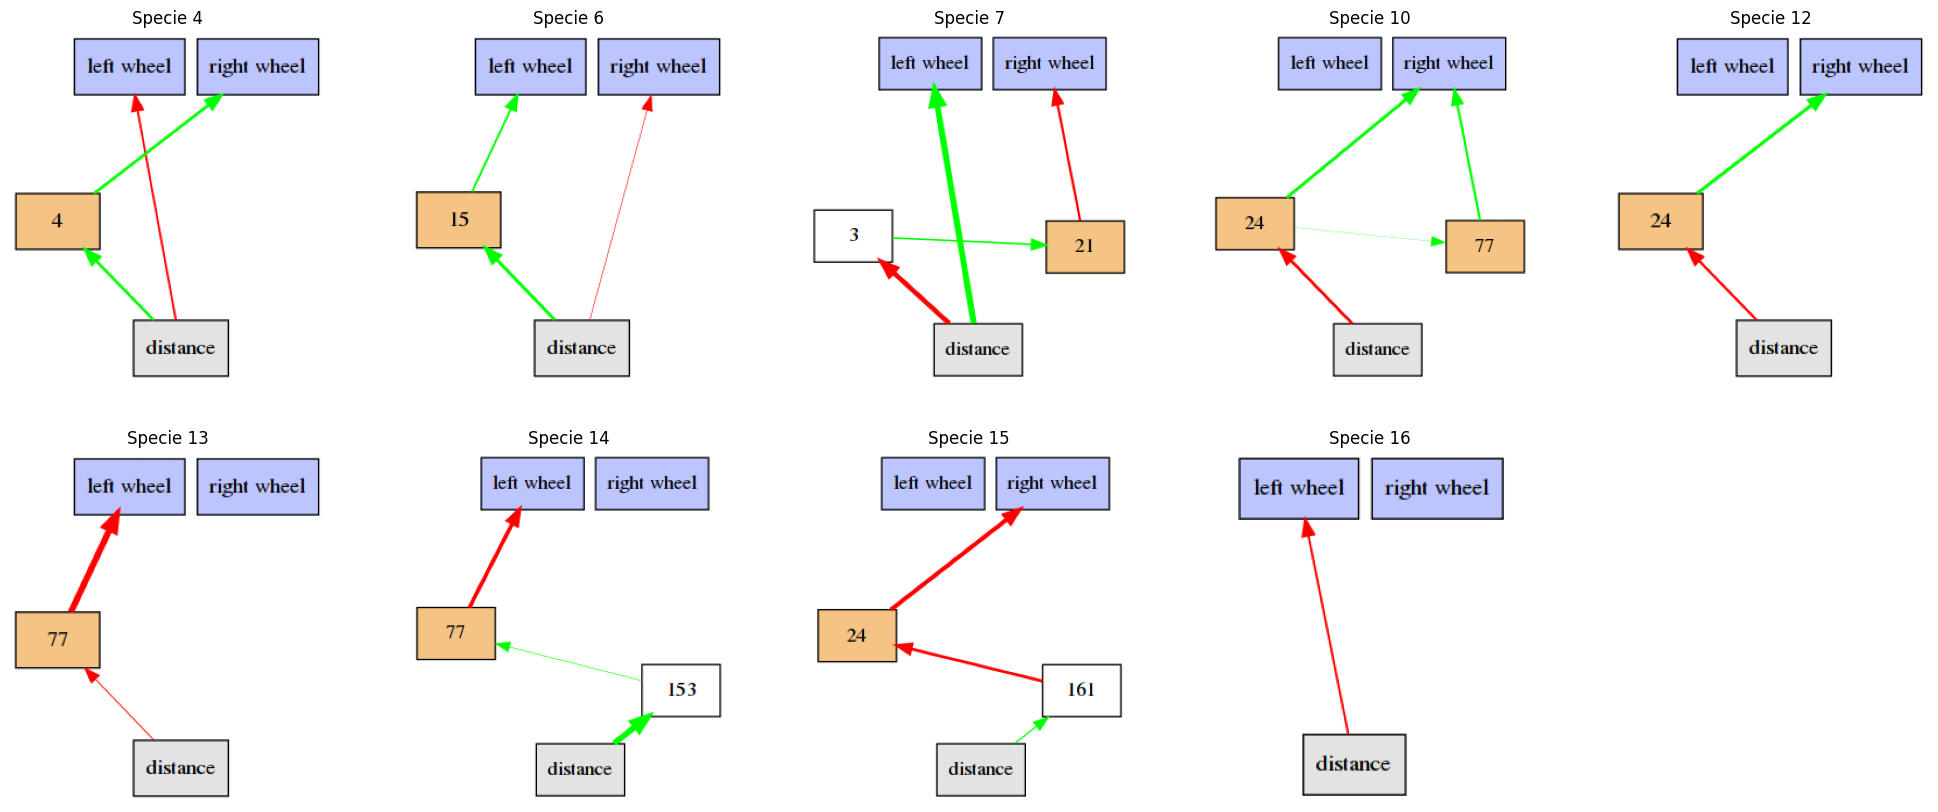 Specie 4
left wheel
right wheel
4
distance
Specie 6
left wheel
right wheel
15
distance
Specie 7
left wheel
right wheel
3
21
distance
Specie 10
left wheel
right wheel
24
77
distance
Specie 12
left wheel
right wheel
24
distance
Specie 13
left wheel
right wheel
77
distance
Specie 14
left wheel
right wheel
77
153
distance
Specie 15
left wheel
right wheel
24
161
distance
Specie 16
left wheel
right wheel
distance